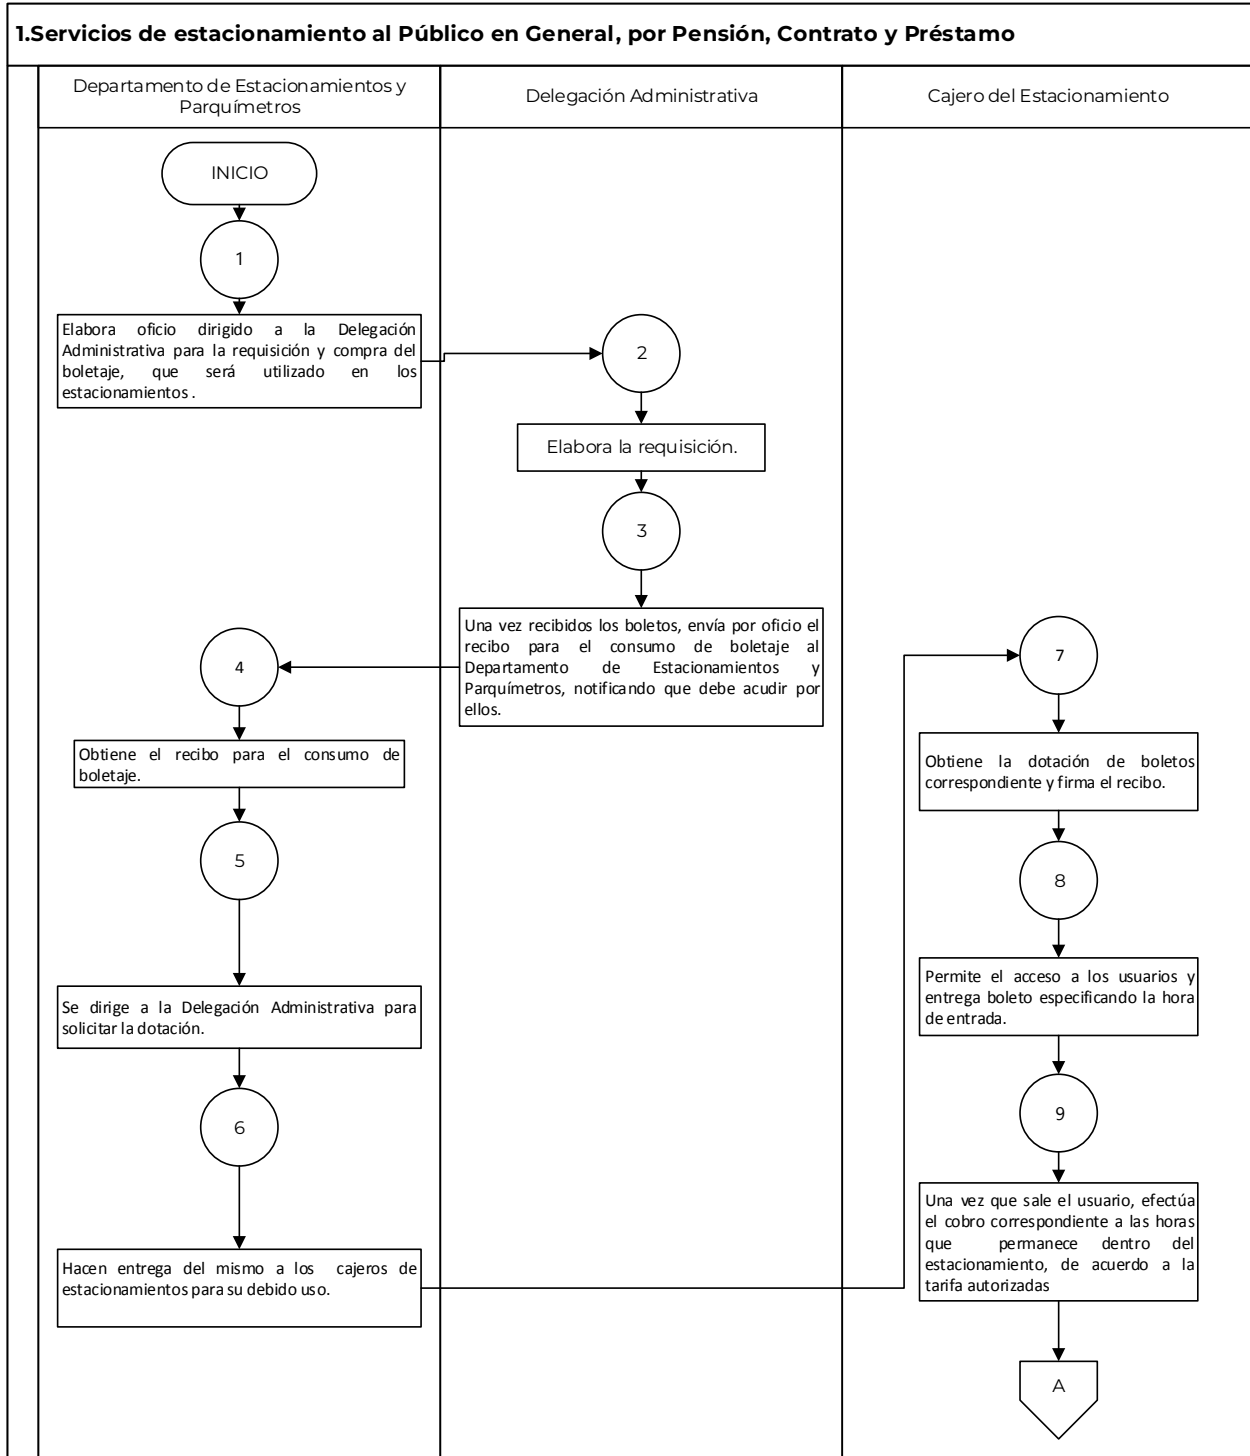 1.Servicios de estacionamiento al Público en General, por Pensión, Contrato y Préstamo
Departamento de Estacionamientos y
Parquímetros
Delegación Administrativa
Cajero del Estacionamiento
INICIO
1
Elabora oficio dirigido a la Delegación
Administrativa para la requisición y compra del
boletaje, que será utilizado en los
estacionamientos .
2
Elabora la requisición.
3
Una vez recibidos los boletos, envía por oficio el
recibo para el consumo de boletaje al
Departamento de Estacionamientos y
Parquímetros, notificando que debe acudir por
ellos.
4
Obtiene el recibo para el consumo de
boletaje.
5
Se dirige a la Delegación Administrativa para
solicitar la dotación.
6
Hacen entrega del mismo a los cajeros de
estacionamientos para su debido uso.
7
Obtiene la dotación de boletos
correspondiente y firma el recibo.
8
Permite el acceso a los usuarios y
entrega boleto especificando la hora
de entrada.
9
Una vez que sale el usuario, efectúa
el cobro correspondiente a las horas
que permanece dentro del
estacionamiento, de acuerdo a la
tarifa autorizadas
A